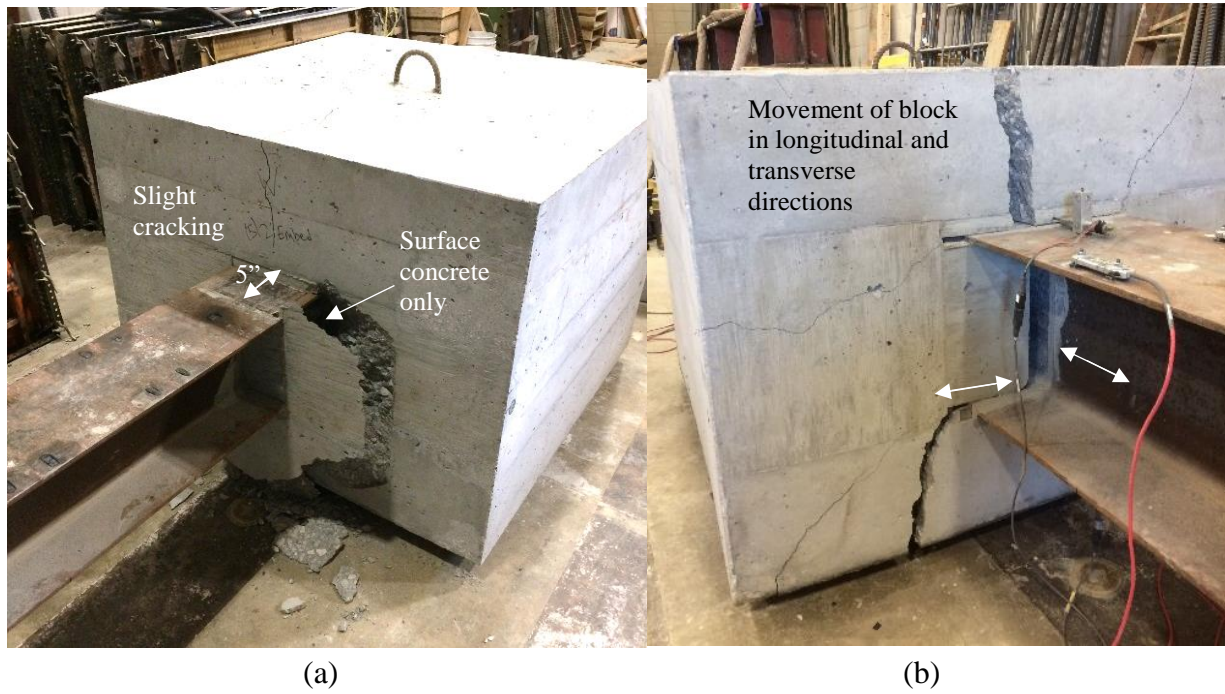 Slight
cracking
Surface
concrete
only
5”
Movement of block
in longitudinal and
transverse
directions
(a)
(b)